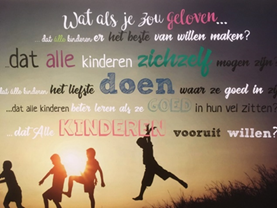 Wat als je zou geloven...
dat alle kinderen er het beste van willen maken?
...dat alle kinderen zichzelf mogen zijn
dat alle kinderen het liefste doen waar ze goed in zijn
...dat alle kinderen beter leren als ze GOED in hun vel zitten?
...dat Alle KINDEREN vooruit willen?